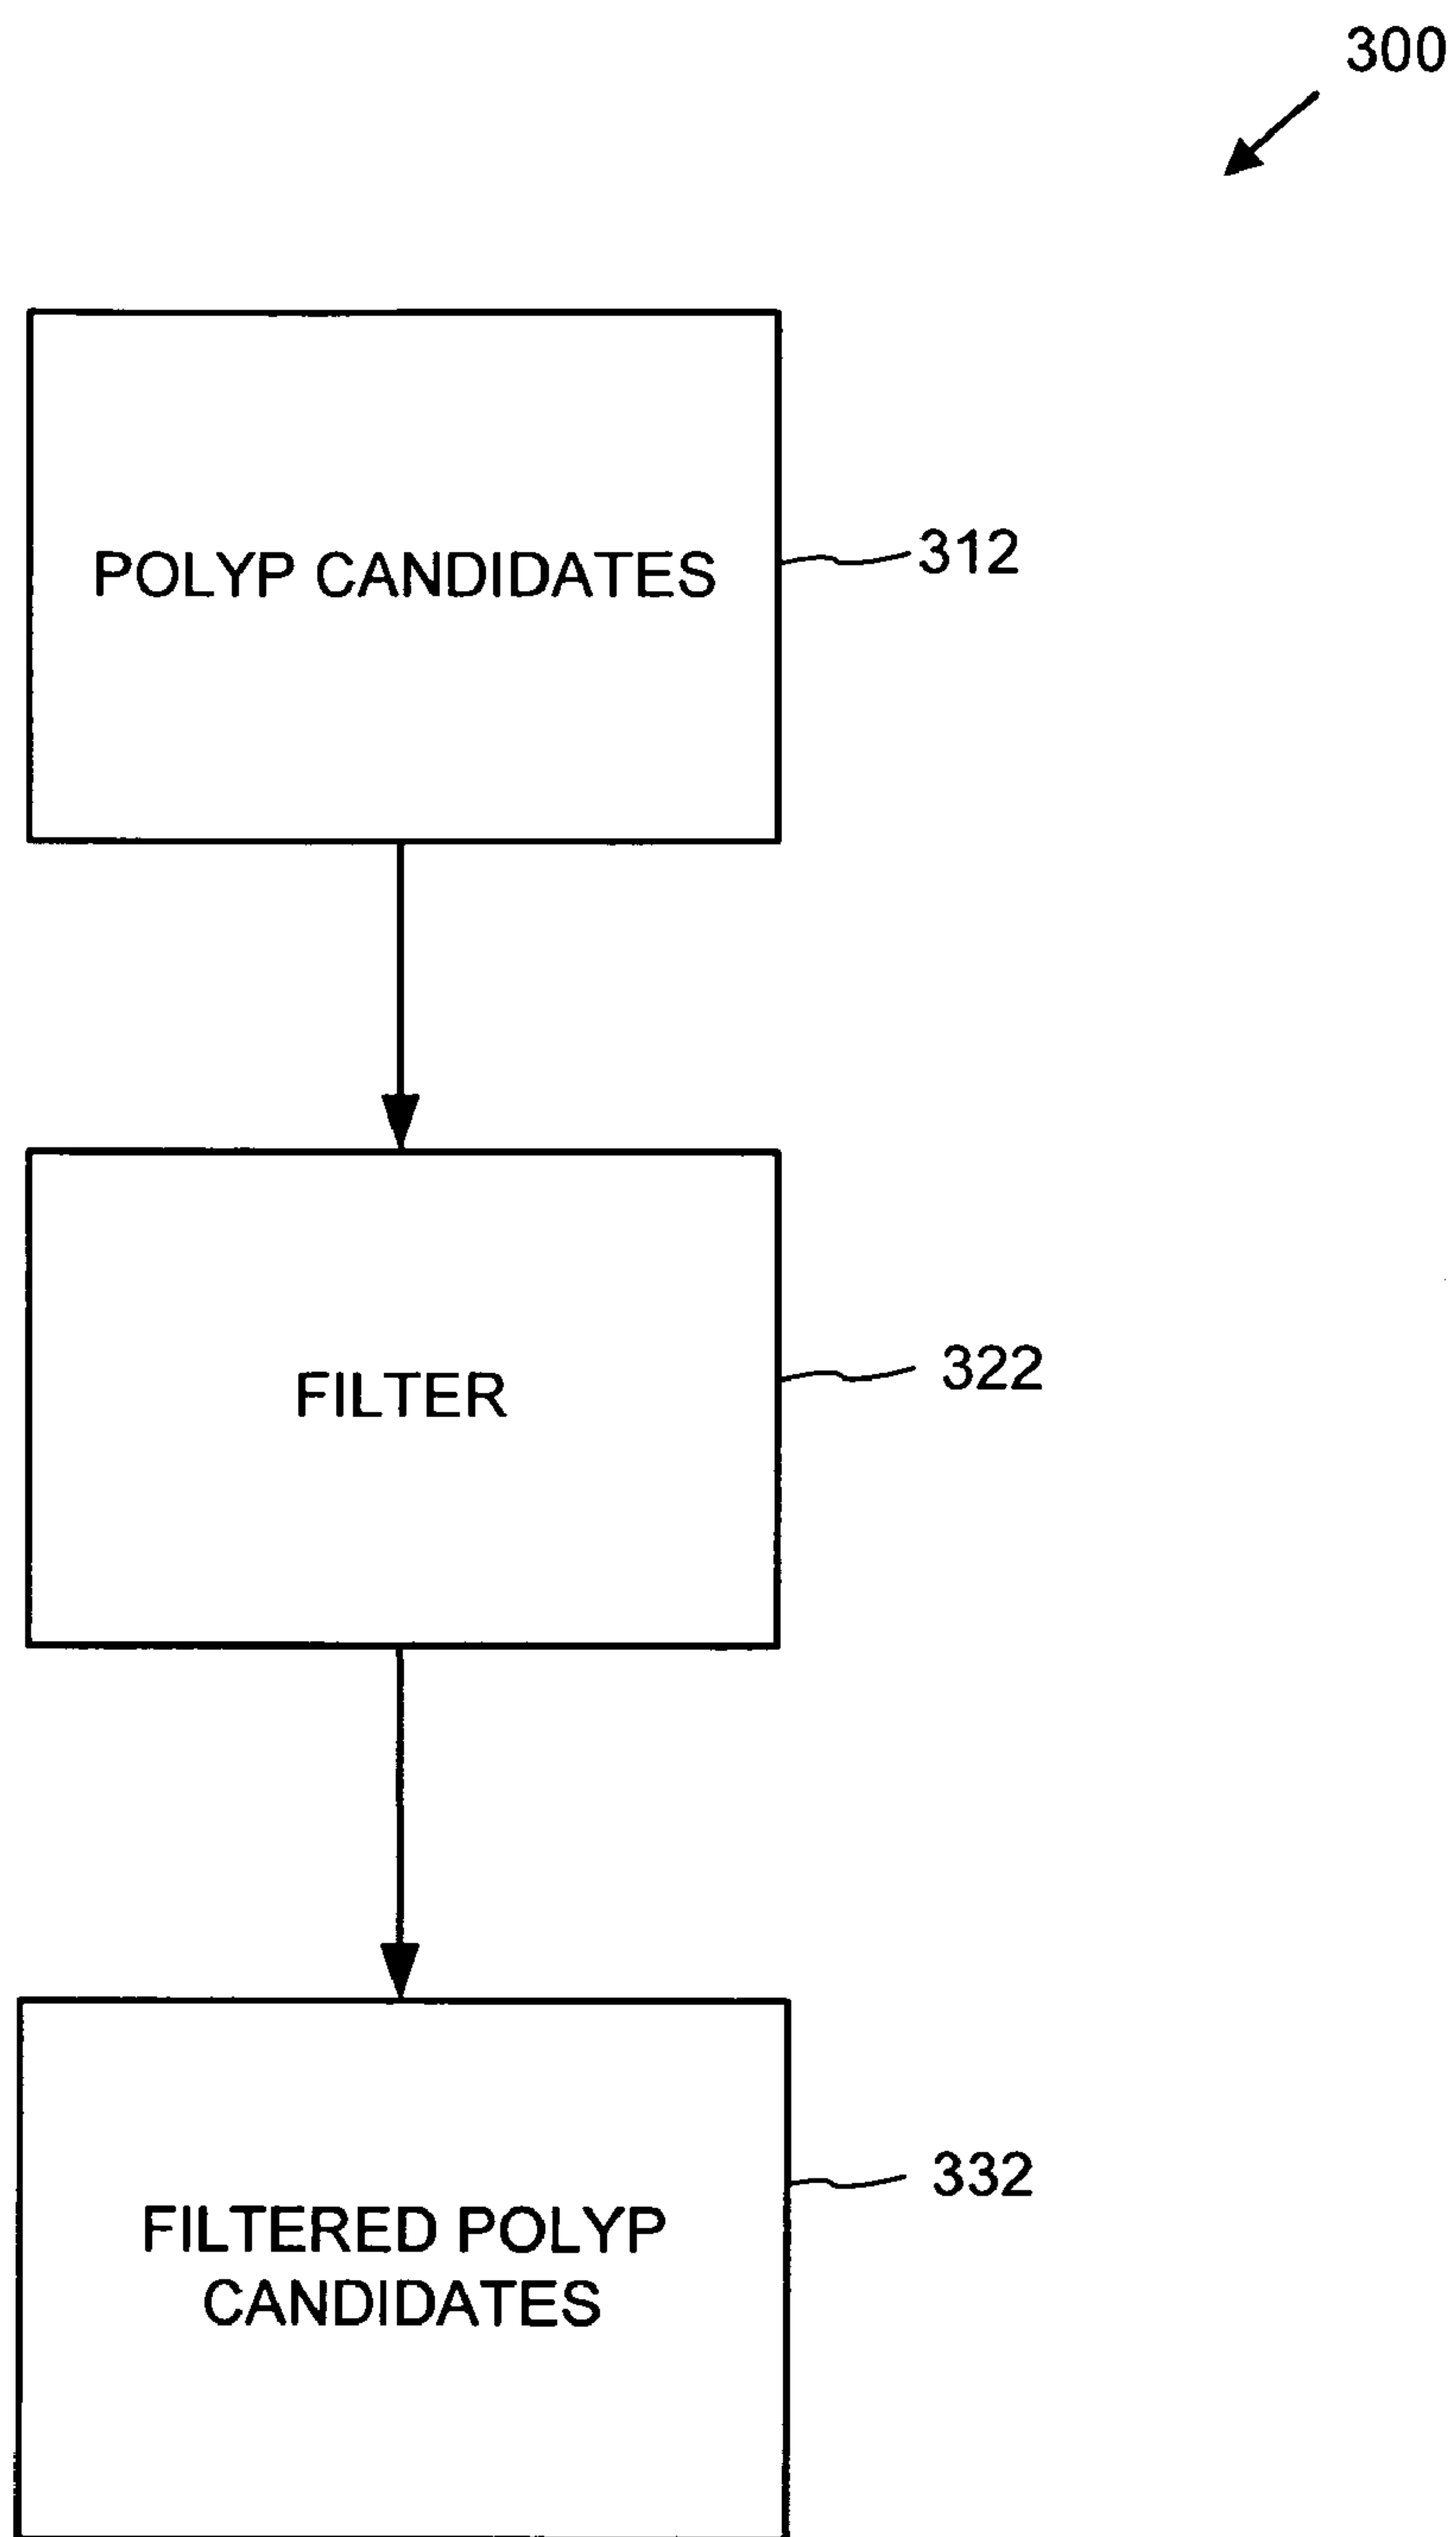 300
POLYP CANDIDATES
312
FILTER
322
332
FILTERED POLYP
CANDIDATES